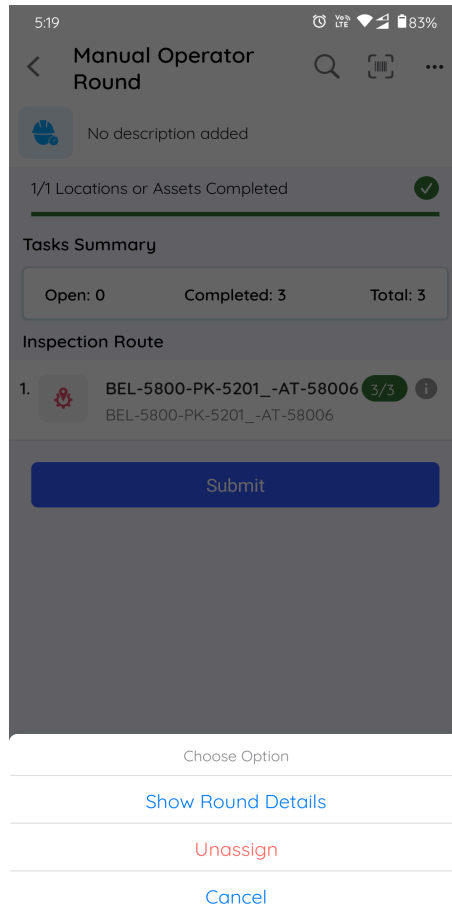 5:19
Vo))
LTE
83%
Manual Operator
Round
No description added
1/1 Locations or Assets Completed
Tasks Summary
Open: 0 Completed: 3 Total: 3
Inspection Route
1. BEL-5800-PK-5201_-AT-58006 3/3
BEL-5800-PK-5201_-AT-58006
Submit
Choose Option
Show Round Details
Unassign
Cancel